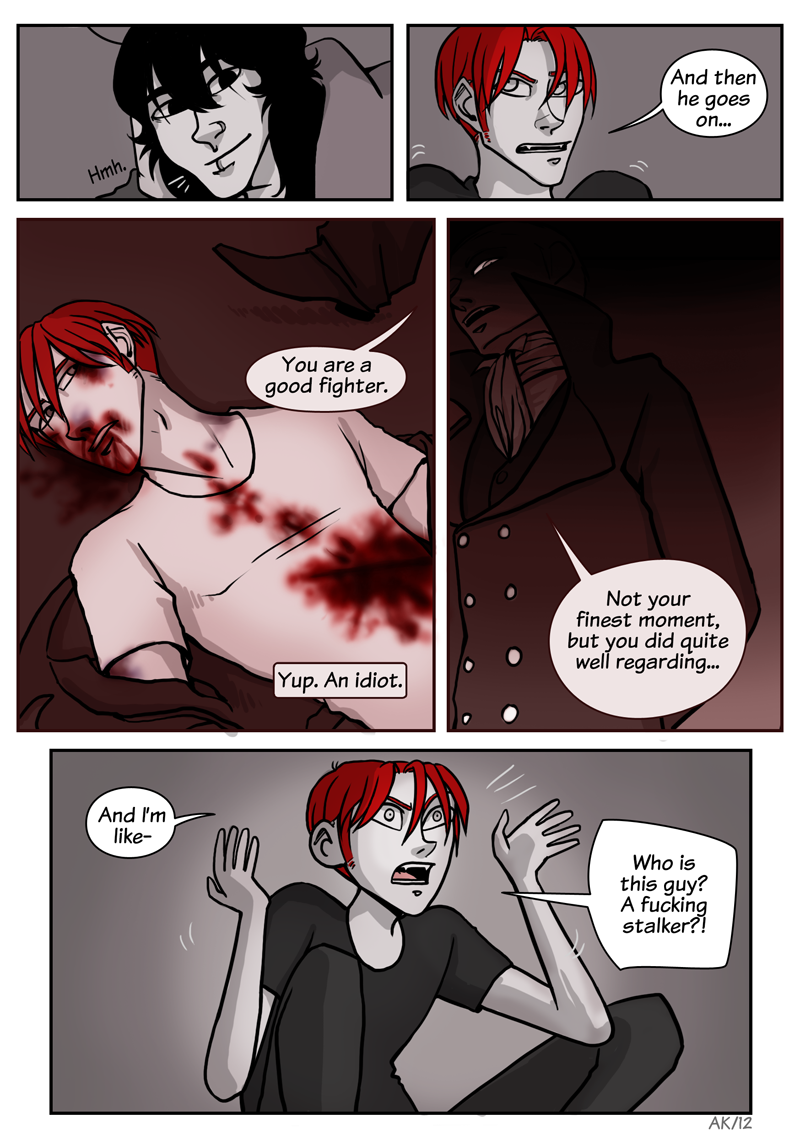 Hmh.
And then
he goes
on...
You are a
good fighter.
Yup. An idiot.
Not your
finest moment,
but you did quite
well regarding...
And I'm
like-
Who is
this guy?
A fucking
stalker?!
AK/12